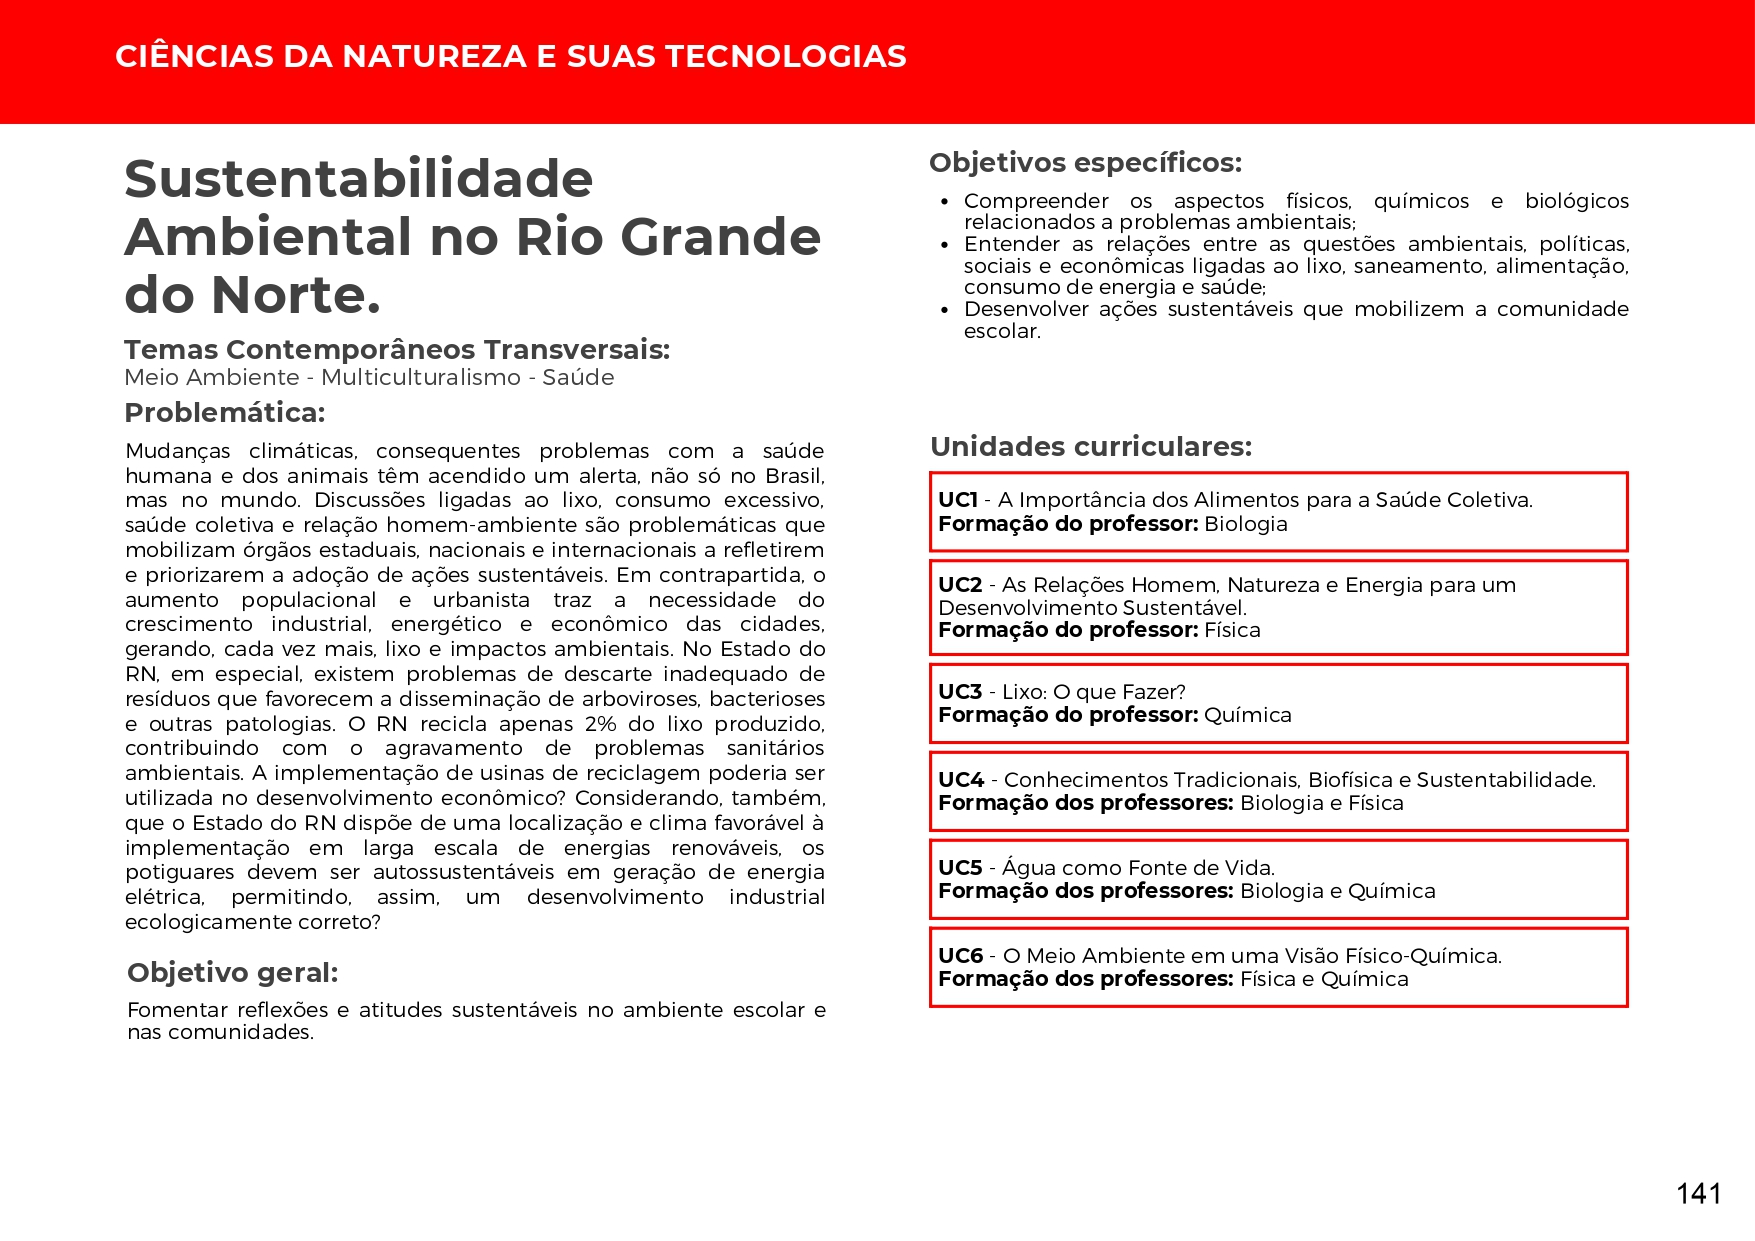 CIÊNCIAS DA NATUREZA E SUAS TECNOLOGIAS
Sustentabilidade
Ambiental no Rio Grande
do Norte.
Temas Contemporâneos Transversais:
Meio Ambiente - Multiculturalismo - Saúde
Problemática:
Mudanças climáticas, consequentes problemas com a saúde
humana e dos animais têm acendido um alerta, não só no Brasil,
mas no mundo. Discussões ligadas ao lixo, consumo excessivo,
saúde coletiva e relação homem-ambiente são problemáticas que
mobilizam órgãos estaduais, nacionais e internacionais a refletirem
e priorizarem a adoção de ações sustentáveis. Em contrapartida, o
aumento populacional e urbanista traz a necessidade do
crescimento industrial, energético e econômico das cidades,
gerando, cada vez mais, lixo e impactos ambientais. No Estado do
RN, em especial, existem problemas de descarte inadequado de
resíduos que favorecem a disseminação de arboviroses, bacterioses
e outras patologias. O RN recicla apenas 2% do lixo produzido,
contribuindo com o agravamento de problemas sanitários
ambientais. A implementação de usinas de reciclagem poderia ser
utilizada no desenvolvimento econômico? Considerando, também,
que o Estado do RN dispõe de uma localização e clima favorável à
implementação em larga escala de energias renováveis, os
potiguares devem ser autossustentáveis em geração de energia
elétrica, permitindo, assim, um desenvolvimento industrial
ecologicamente correto?
Objetivo geral:
Fomentar reflexões e atitudes sustentáveis no ambiente escolar e
nas comunidades.
Objetivos específicos:
• Compreender os aspectos físicos, químicos e biológicos
relacionados a problemas ambientais;
• Entender as relações entre as questões ambientais, políticas,
sociais e econômicas ligadas ao lixo, saneamento, alimentação,
consumo de energia e saúde;
• Desenvolver ações sustentáveis que mobilizem a comunidade
escolar.
Unidades curriculares:
UC1 - A Importância dos Alimentos para a Saúde Coletiva.
Formação do professor: Biologia
UC2 - As Relações Homem, Natureza e Energia para um
Desenvolvimento Sustentável.
Formação do professor: Física
UC3 - Lixo: O que Fazer?
Formação do professor: Química
UC4 - Conhecimentos Tradicionais, Biofísica e Sustentabilidade.
Formação dos professores: Biologia e Física
UC5 - Água como Fonte de Vida.
Formação dos professores: Biologia e Química
UC6 - O Meio Ambiente em uma Visão Físico-Química.
Formação dos professores: Física e Química
141